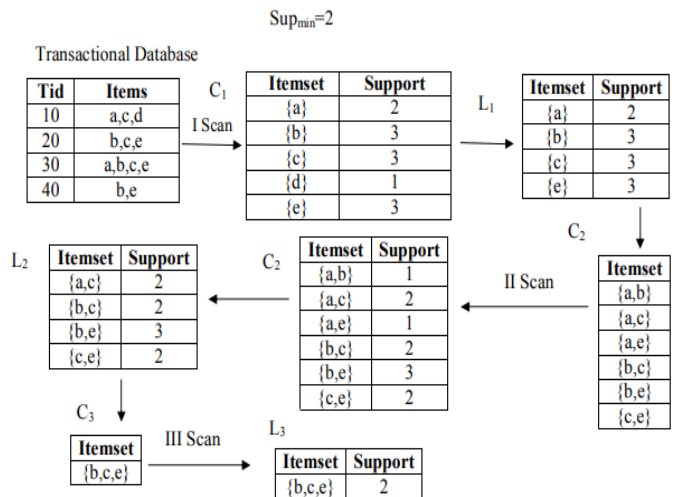 Sup_min=2
Transactional Database
Tid Items
10 a,c,d
20 b,c,e
30 a,b,c,e
40 b,e
C₁
I Scan
Itemset Support
{a} 2
{b} 3
{c} 3
{d} 1
{e} 3
L₁
Itemset Support
{a} 2
{b} 3
{c} 3
{e} 3
C₂
Itemset
{a,b}
{a,c}
{a,e}
{b,c}
{b,e}
{c,e}
II Scan
C₂
Itemset Support
{a,b} 1
{a,c} 2
{a,e} 1
{b,c} 2
{b,e} 3
{c,e} 2
L₂
Itemset Support
{a,c} 2
{b,c} 2
{b,e} 3
{c,e} 2
C₃
Itemset
{b,c,e}
III Scan
L₃
Itemset Support
{b,c,e} 2